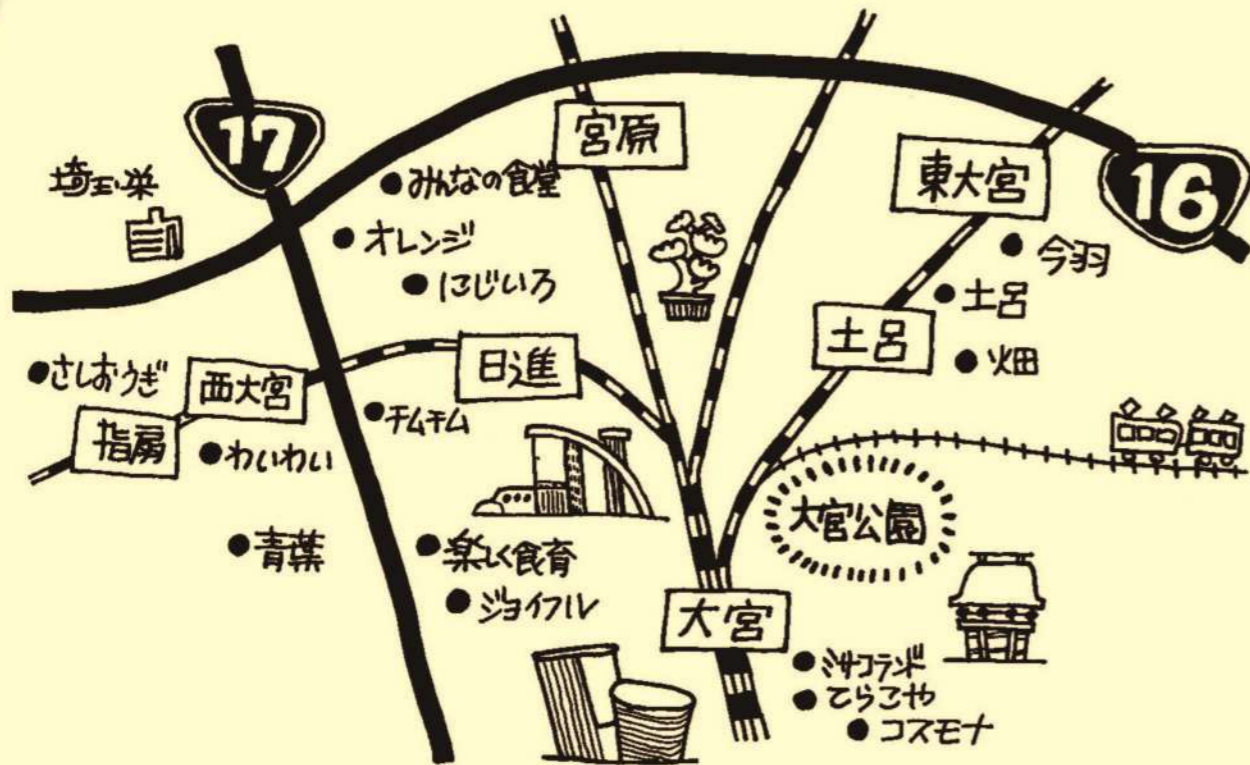 17
宮原
東大宮
16
埼玉栄
みんなの食堂
オレンジ
にじいろ
今羽
土呂
土呂
畑
さしおうぎ
西大宮
日進
指扇
わいわい
チムチム
大宮公園
青葉
楽しく食育
ジョイフル
大宮
ミサコランド
てらこや
コスモナ